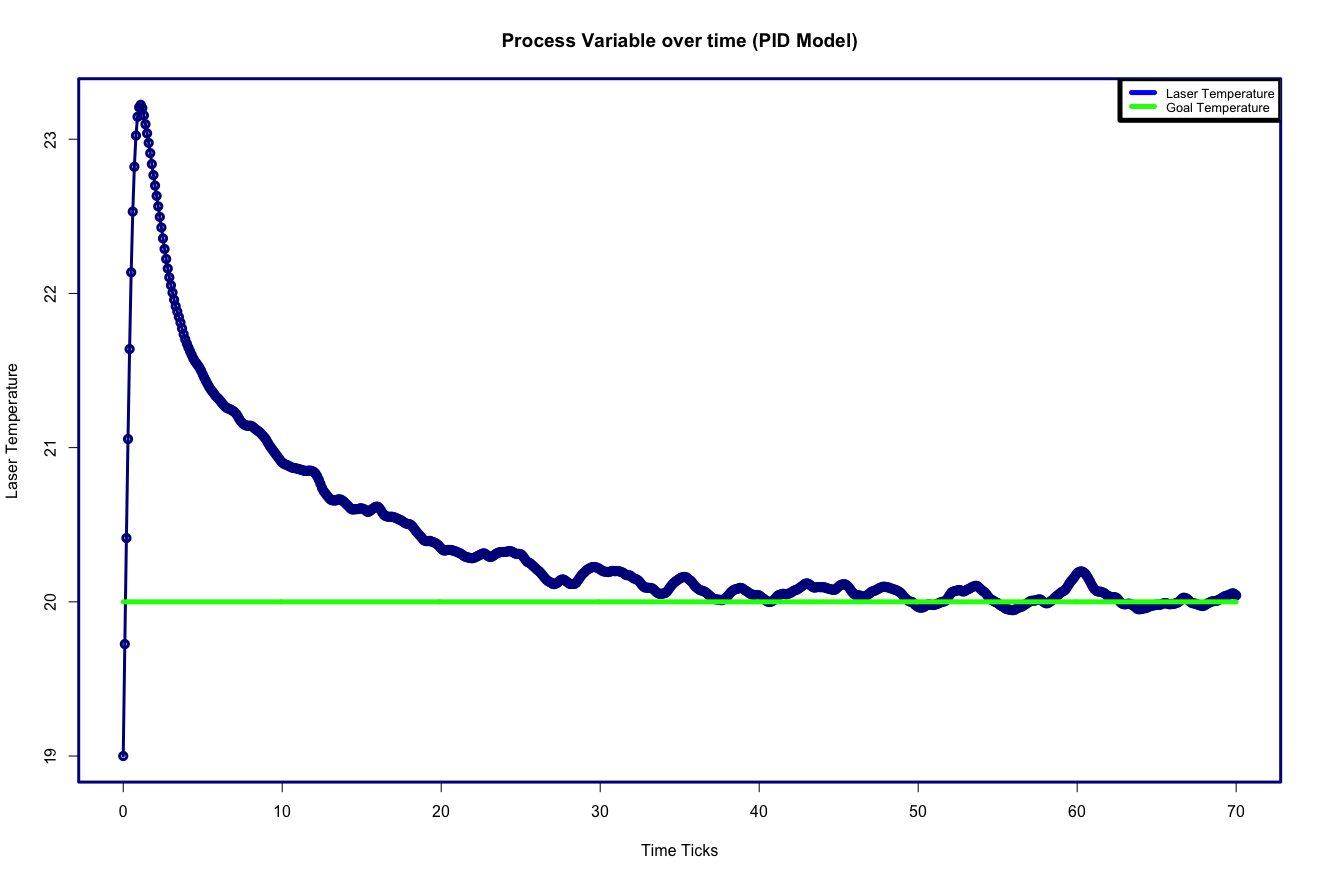 Process Variable over time (PID Model)
Laser Temperature
Goal Temperature
23
22
21
20
19
Laser Temperature
0 10 20 30 40 50 60 70
Time Ticks